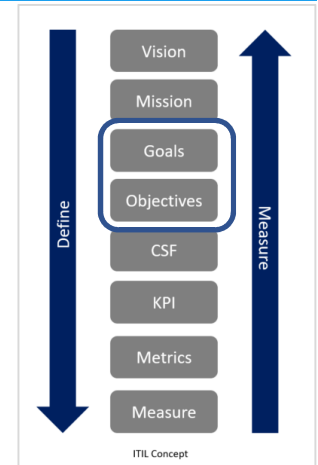 Vision
Mission
Goals
Objectives
CSF
KPI
Metrics
Measure
Define
Measure
ITIL Concept